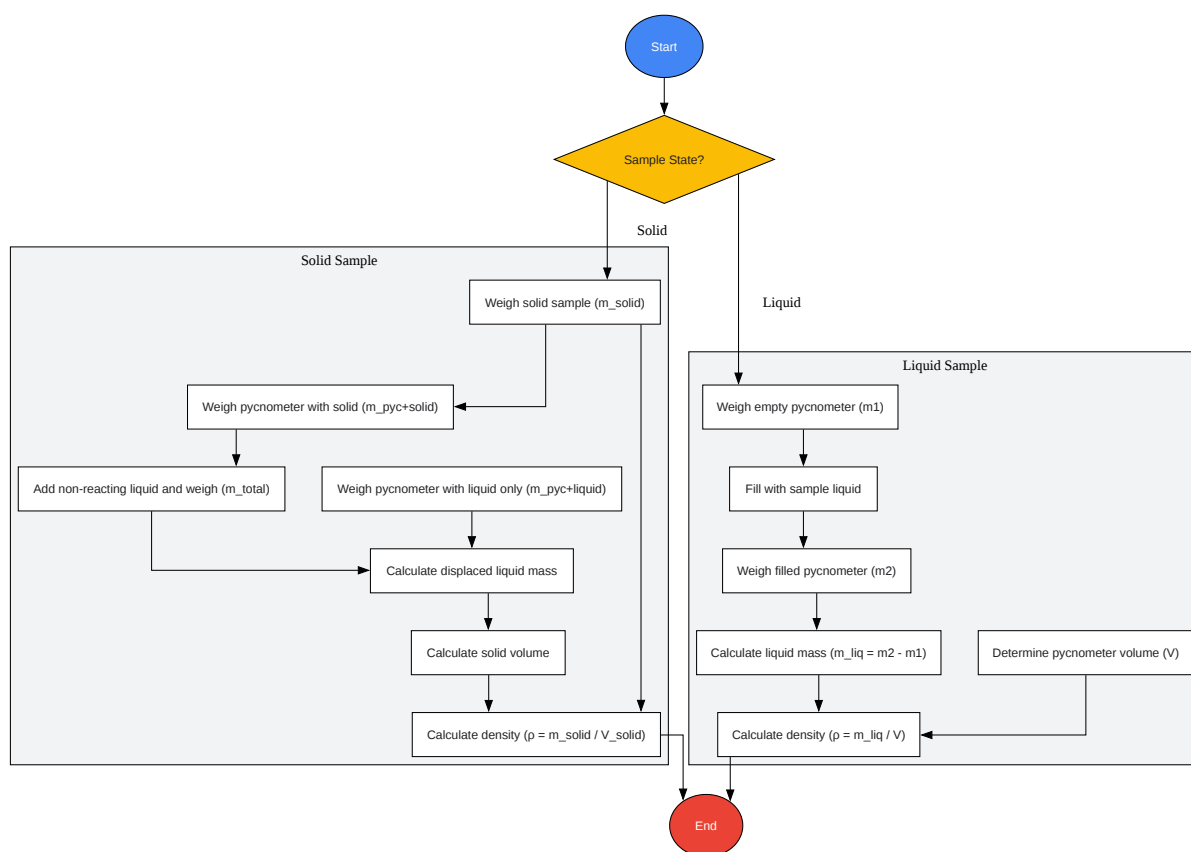 Start
Sample State?
Solid
Solid Sample
Weigh solid sample (m_solid)
Weigh pycnometer with solid (m_pyc+solid)
Add non-reacting liquid and weigh (m_total)
Weigh pycnometer with liquid only (m_pyc+liquid)
Calculate displaced liquid mass
Calculate solid volume
Calculate density (ρ = m_solid / V_solid)
Liquid
Liquid Sample
Weigh empty pycnometer (m1)
Fill with sample liquid
Weigh filled pycnometer (m2)
Calculate liquid mass (m_liq = m2 - m1)
Determine pycnometer volume (V)
Calculate density (ρ = m_liq / V)
End